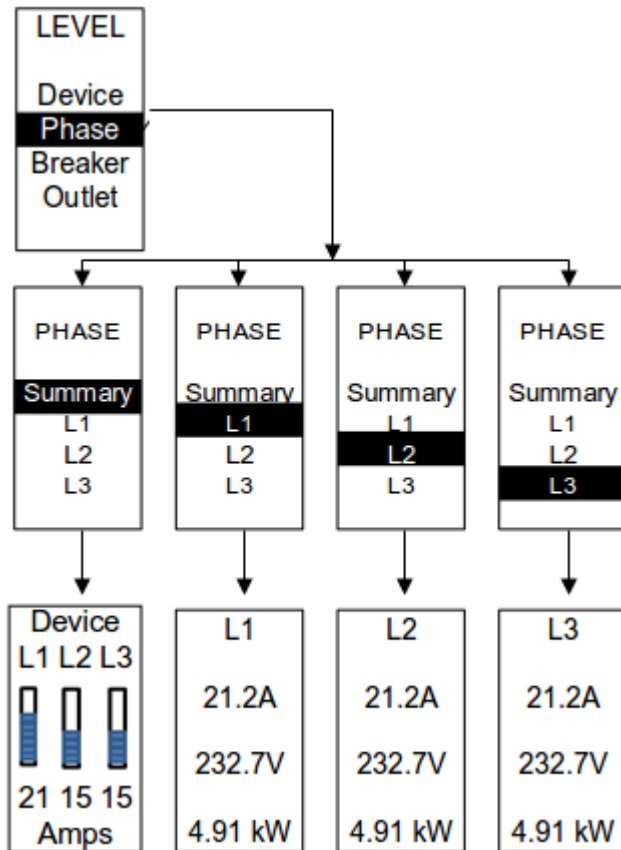 LEVEL
Device
Phase
Breaker
Outlet
PHASE
Summary
L1
L2
L3
PHASE
Summary
L1
L2
L3
PHASE
Summary
L1
L2
L3
PHASE
Summary
L1
L2
L3
Device
L1 L2 L3
21 15 15
Amps
L1
21.2A
232.7V
4.91 kW
L2
21.2A
232.7V
4.91 kW
L3
21.2A
232.7V
4.91 kW